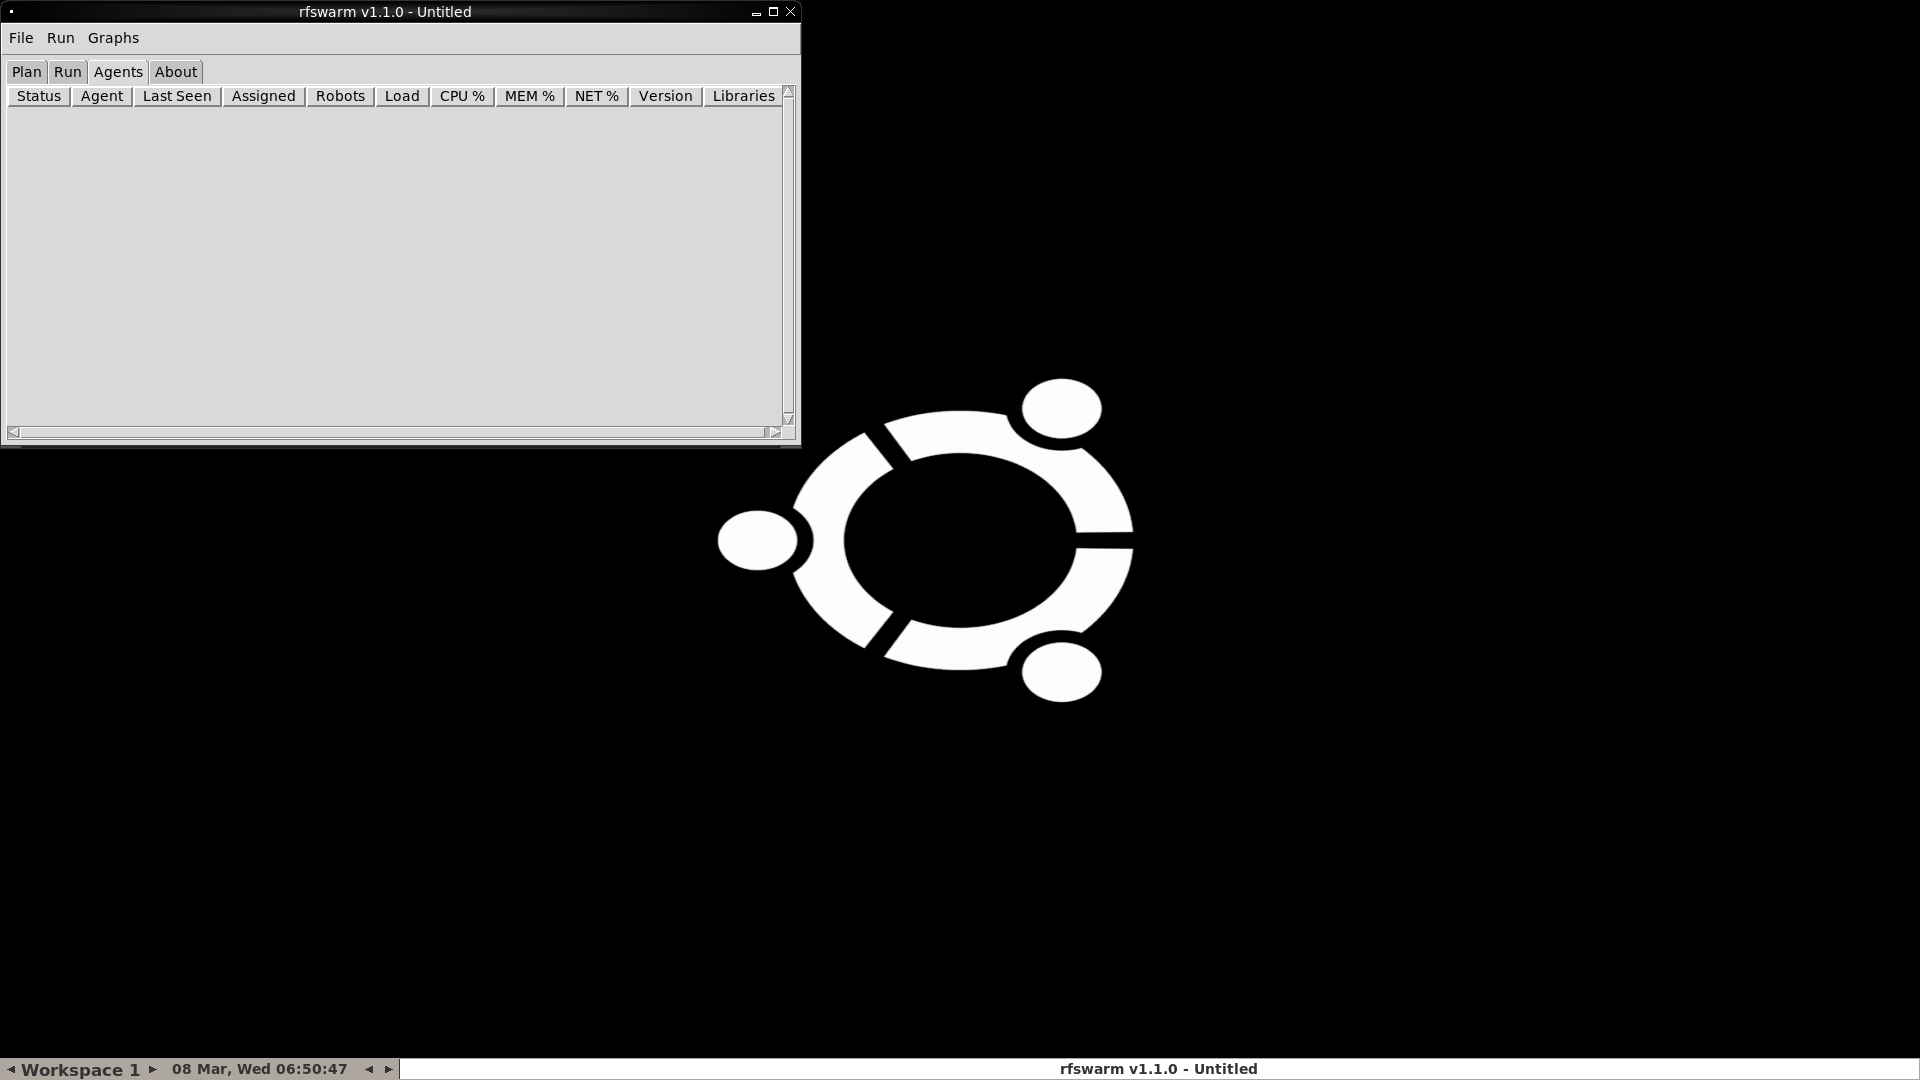 rfswarm v1.1.0 - Untitled
File Run Graphs
Plan Run Agents About
Status Agent Last Seen Assigned Robots Load CPU % MEM % NET % Version Libraries
Workspace 1 08 Mar, Wed 06:50:47 rfswarm v1.1.0 - Untitled